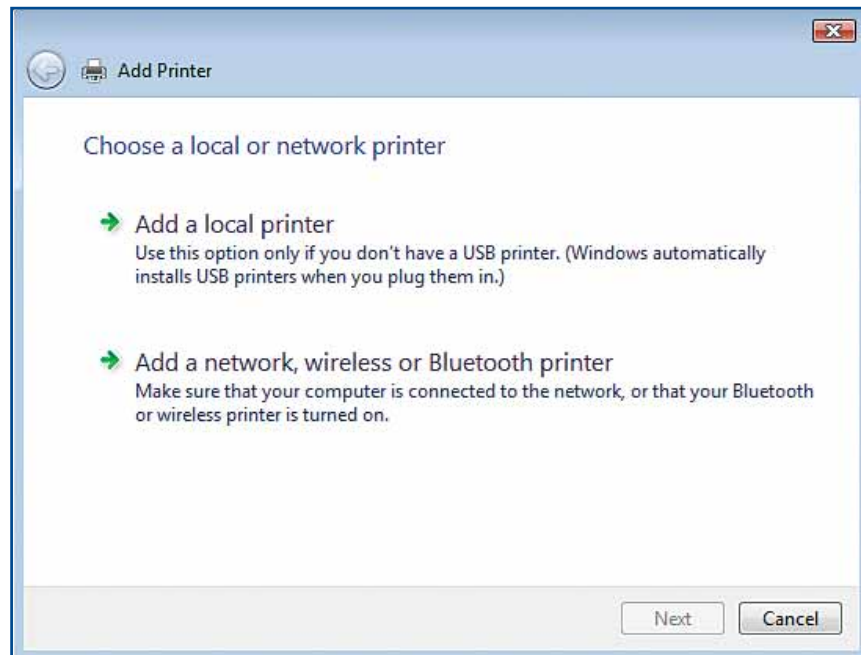 Add Printer
Choose a local or network printer
Add a local printer
Use this option only if you don't have a USB printer. (Windows automatically
installs USB printers when you plug them in.)
Add a network, wireless or Bluetooth printer
Make sure that your computer is connected to the network, or that your Bluetooth
or wireless printer is turned on.
Next Cancel